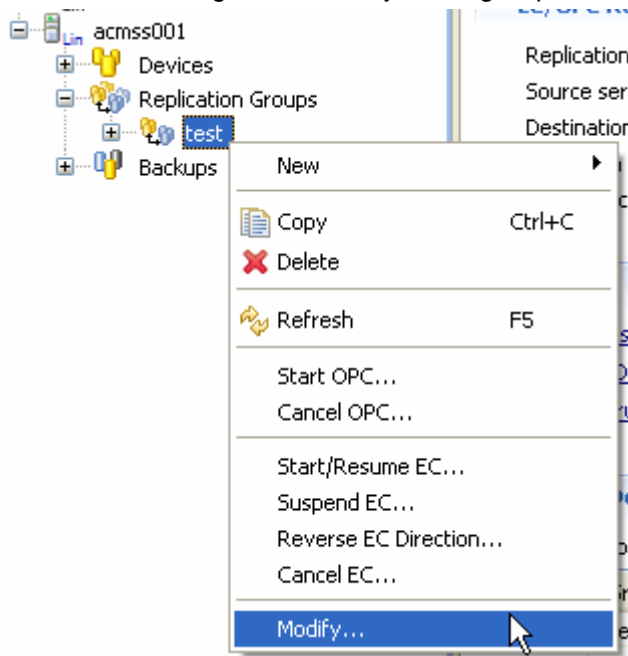 Lin acmss001
Devices
Replication
Replication Groups
Source ser
test
Destination
Backups
New
Copy Ctrl+C
Delete
Refresh F5
Start OPC...
Cancel OPC...
Start/Resume EC...
Suspend EC...
Reverse EC Direction...
Cancel EC...
Modify...